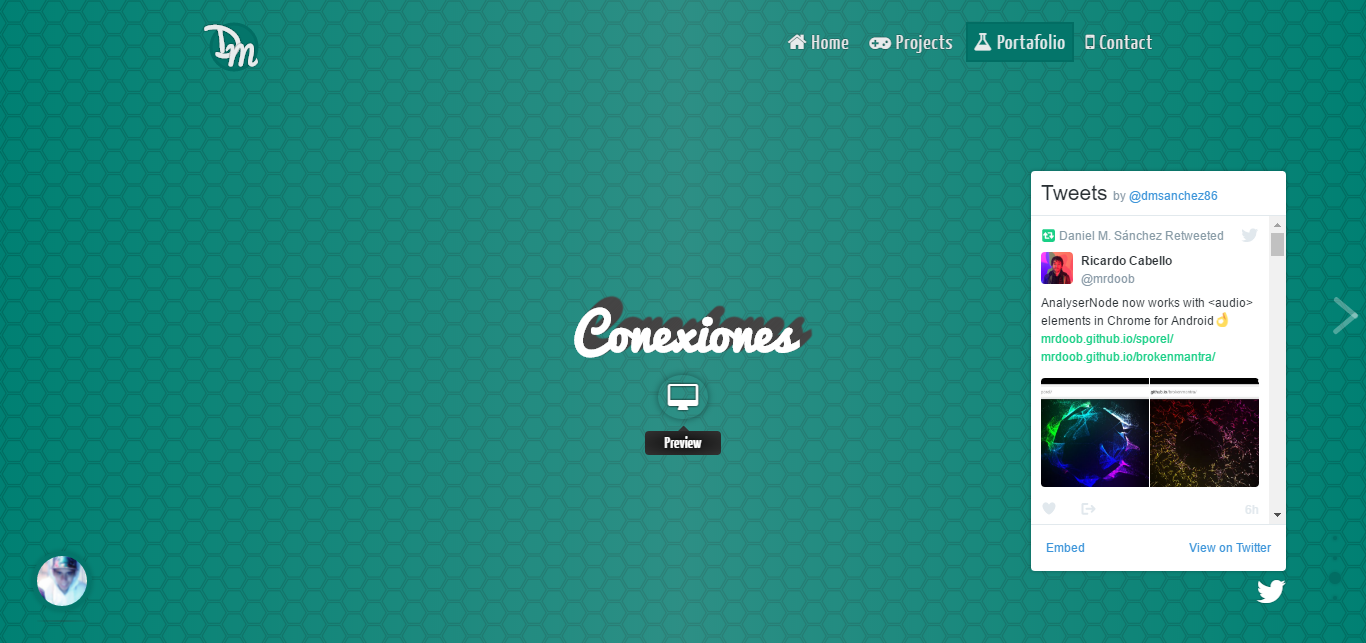 Dm
Home
Projects
Portafolio
Contact
Conexiones
Preview
Tweets by @dmsanchez86
Daniel M. Sánchez Retweeted
Ricardo Cabello
@mrdoob
AnalyserNode now works with <audio>
elements in Chrome for Android👌
mrdoob.github.io/sporel/
mrdoob.github.io/brokenmantra/
6h
Embed
View on Twitter